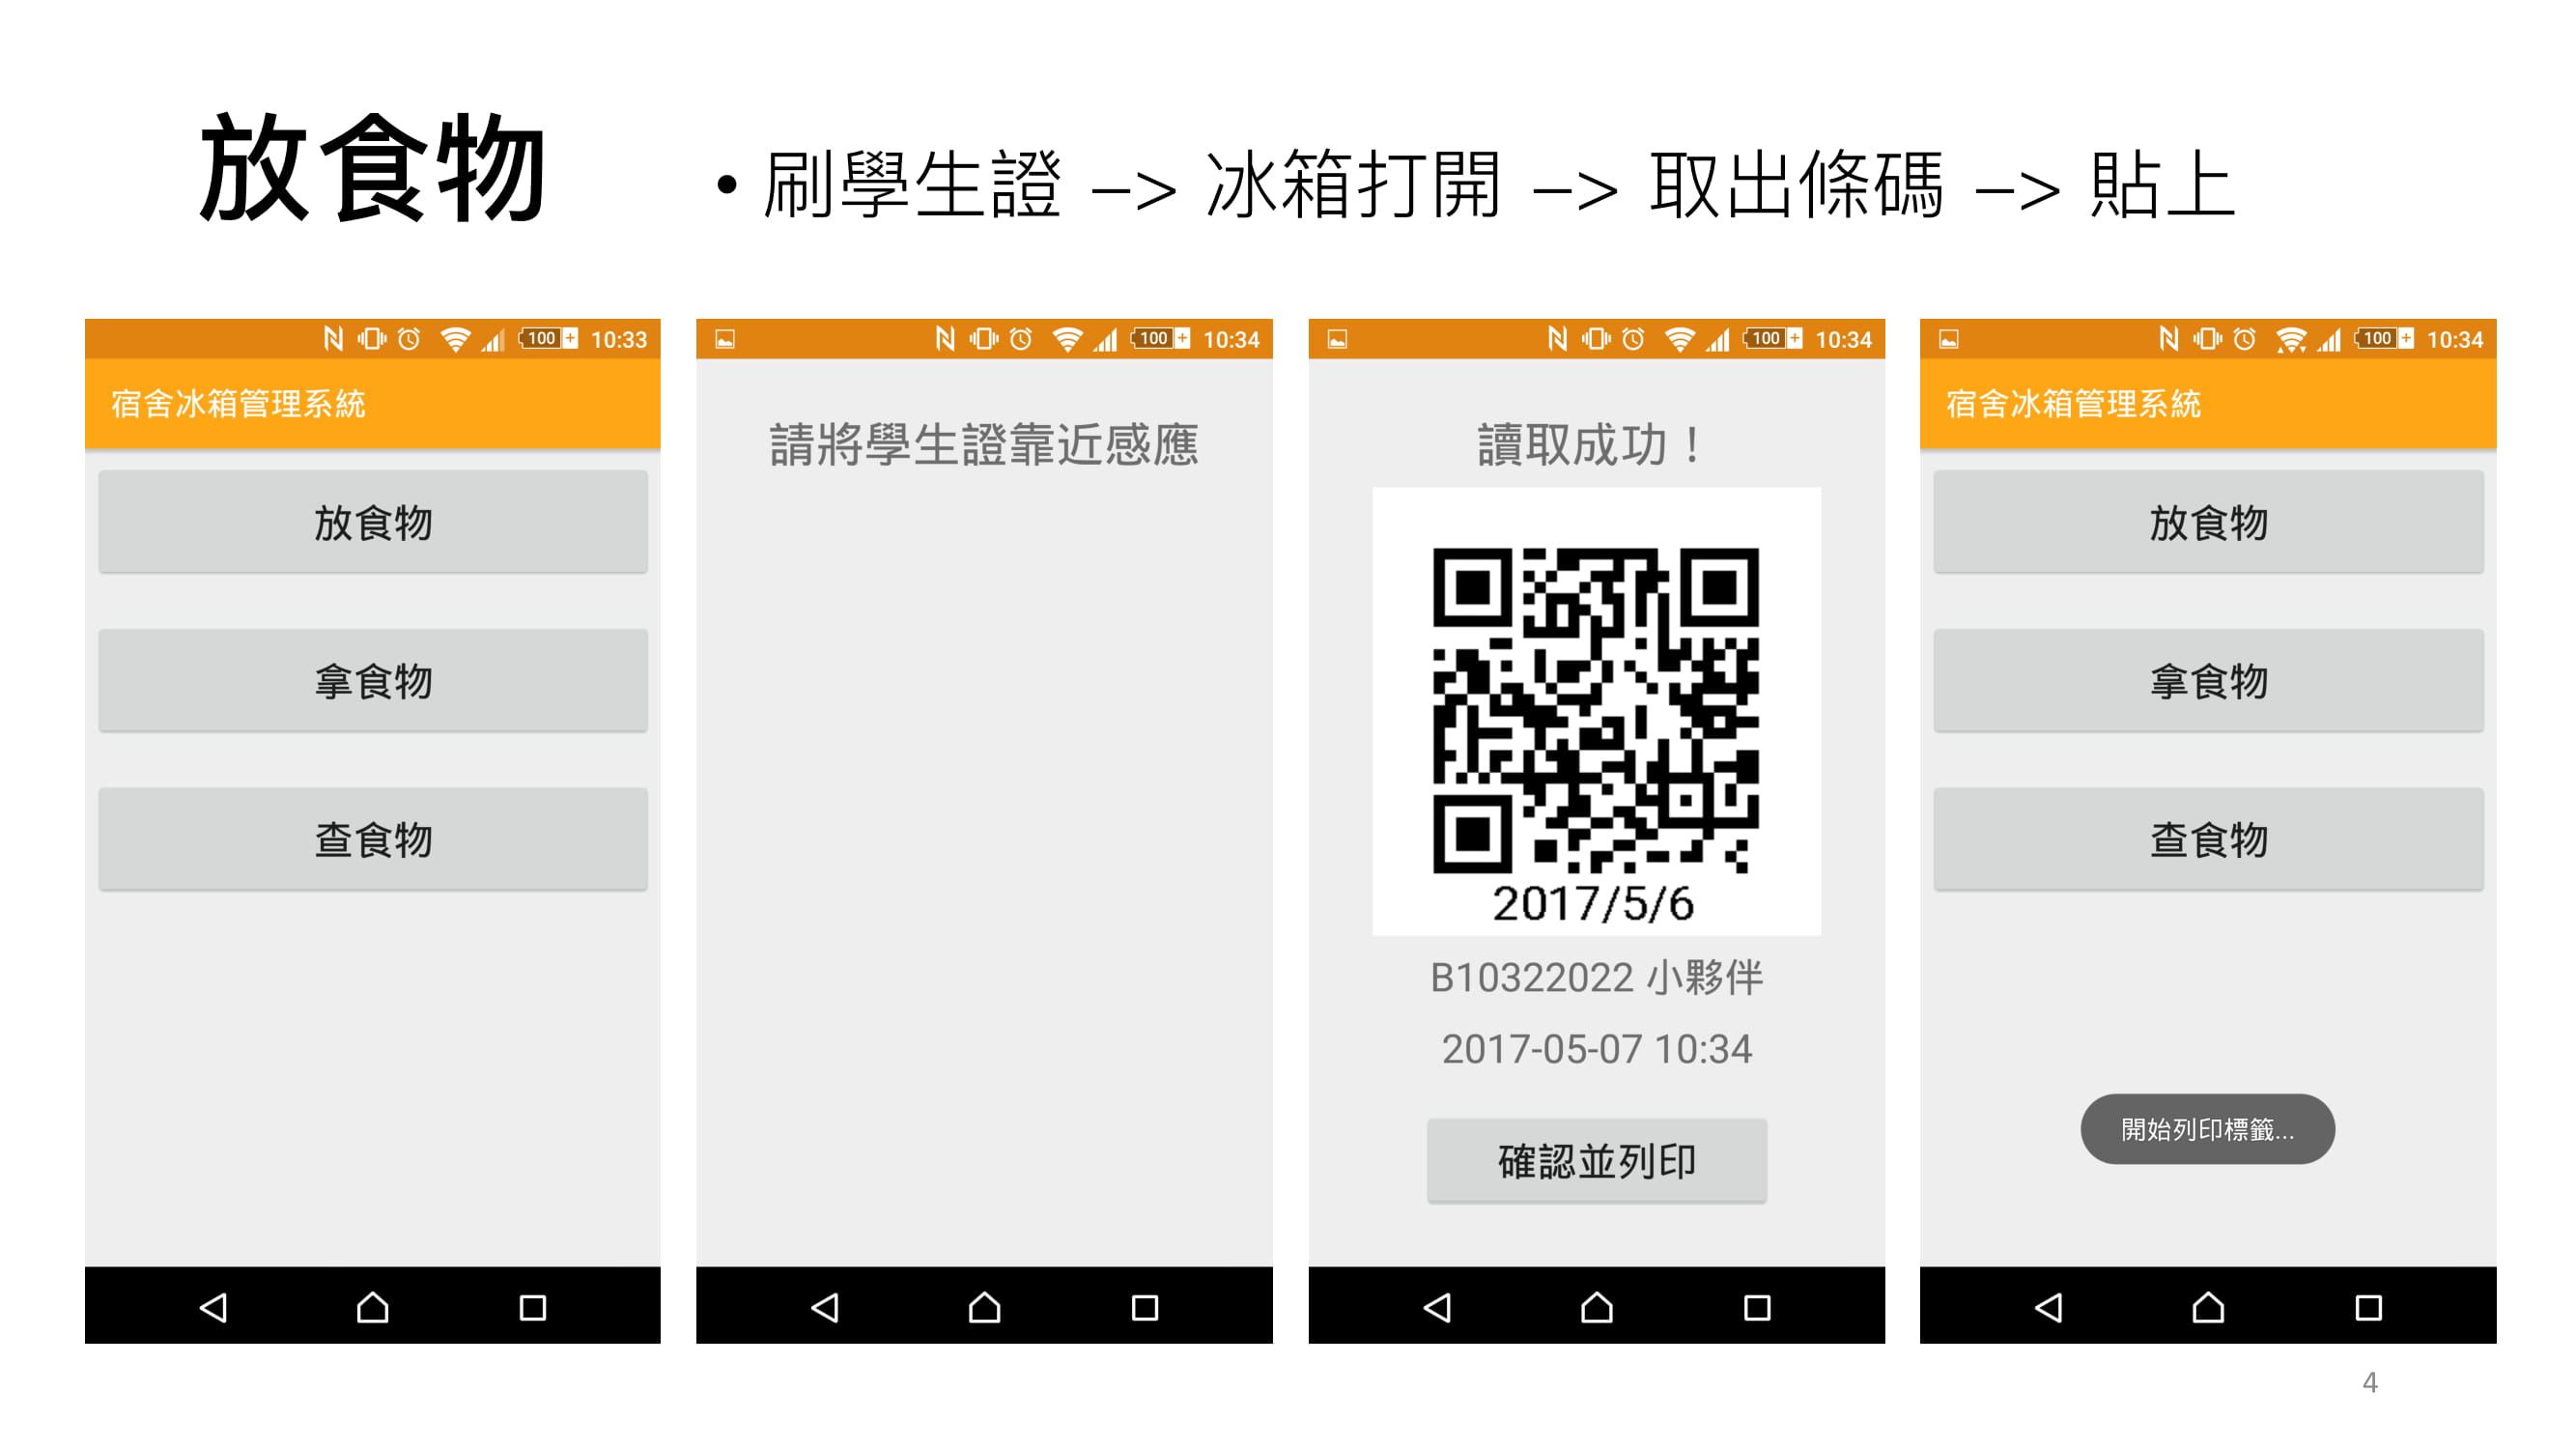 放食物
• 刷學生證 –> 冰箱打開 –> 取出條碼 –> 貼上
100 10:33
宿舍冰箱管理系統
放食物
拿食物
查食物
100 10:34
請將學生證靠近感應
100 10:34
讀取成功！
2017/5/6
B10322022 小夥伴
2017-05-07 10:34
確認並列印
100 10:34
宿舍冰箱管理系統
放食物
拿食物
查食物
開始列印標籤...
4